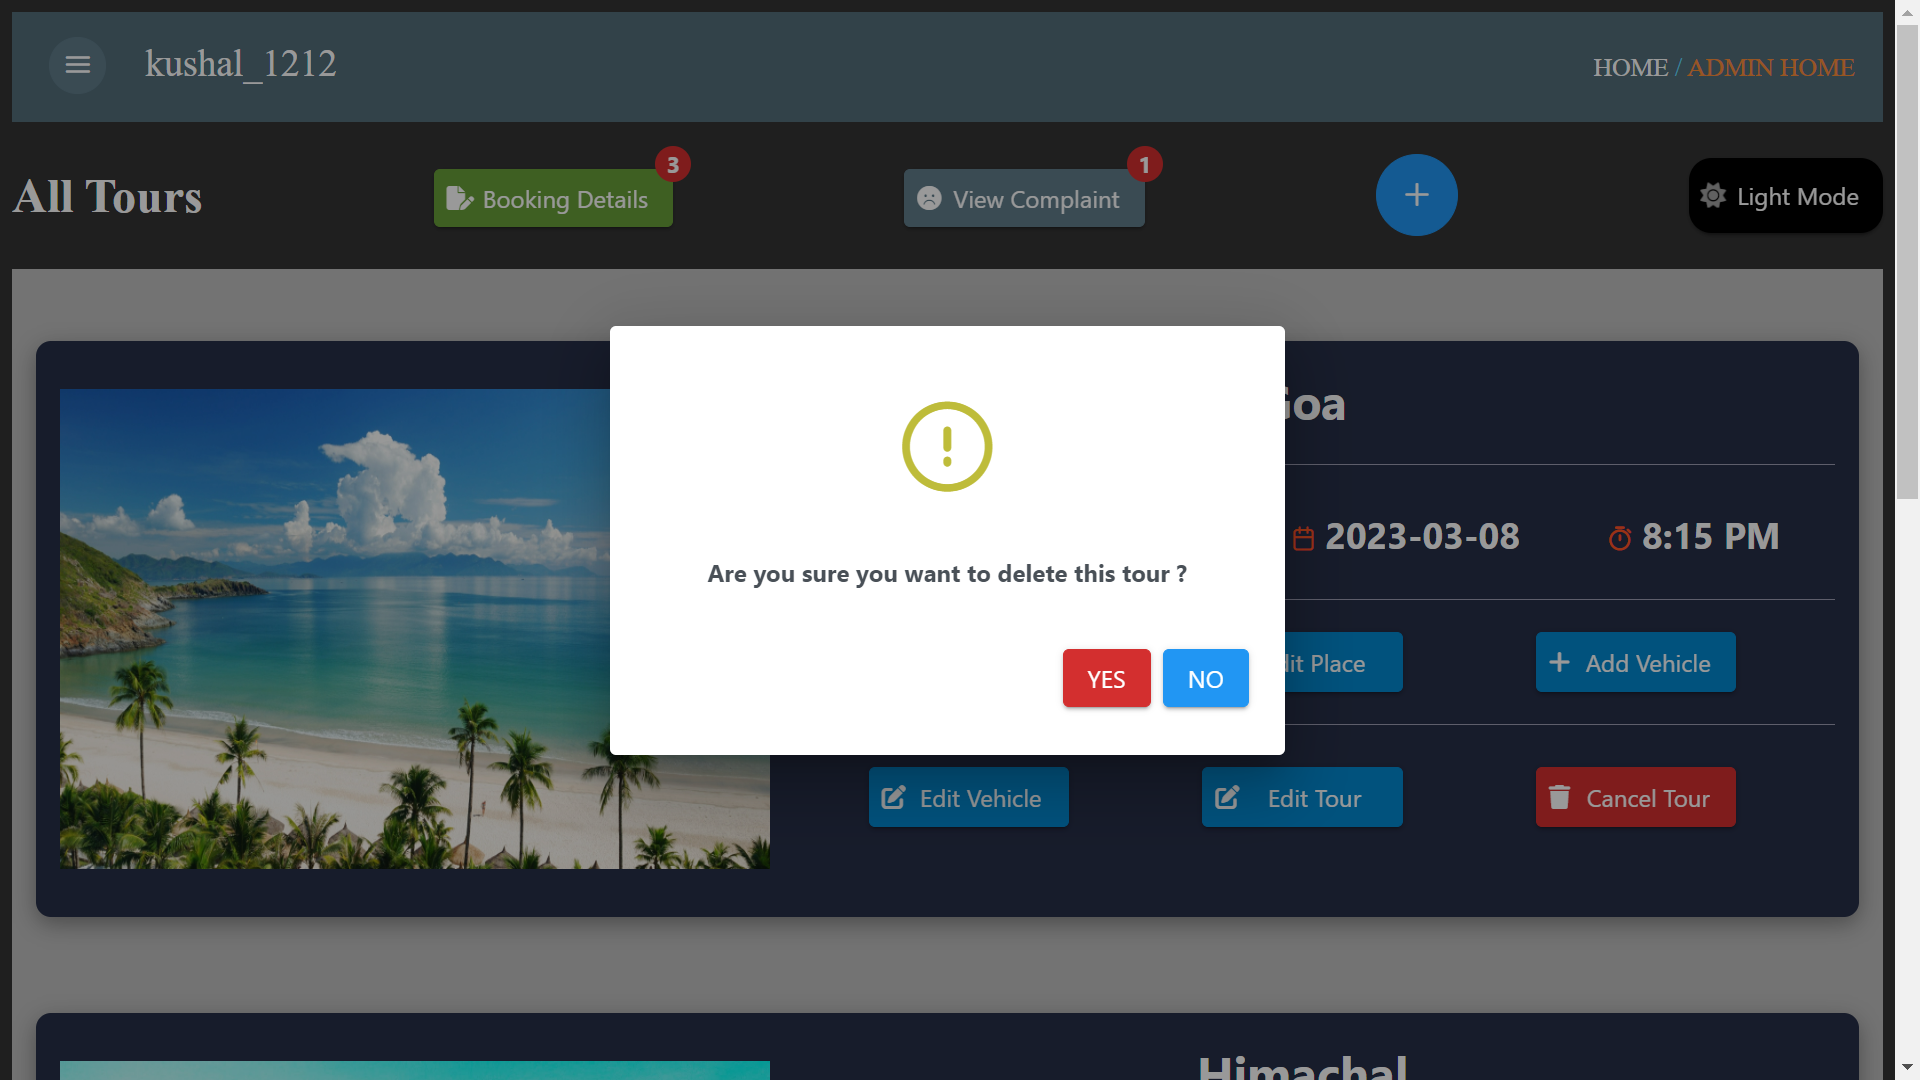 kushal_1212
HOME / ADMIN HOME
All Tours
Booking Details
3
View Complaint
1
Light Mode
2023-03-08
8:15 PM
Are you sure you want to delete this tour ?
YES
NO
Add Vehicle
Edit Vehicle
Edit Tour
Cancel Tour
Place
Himachal